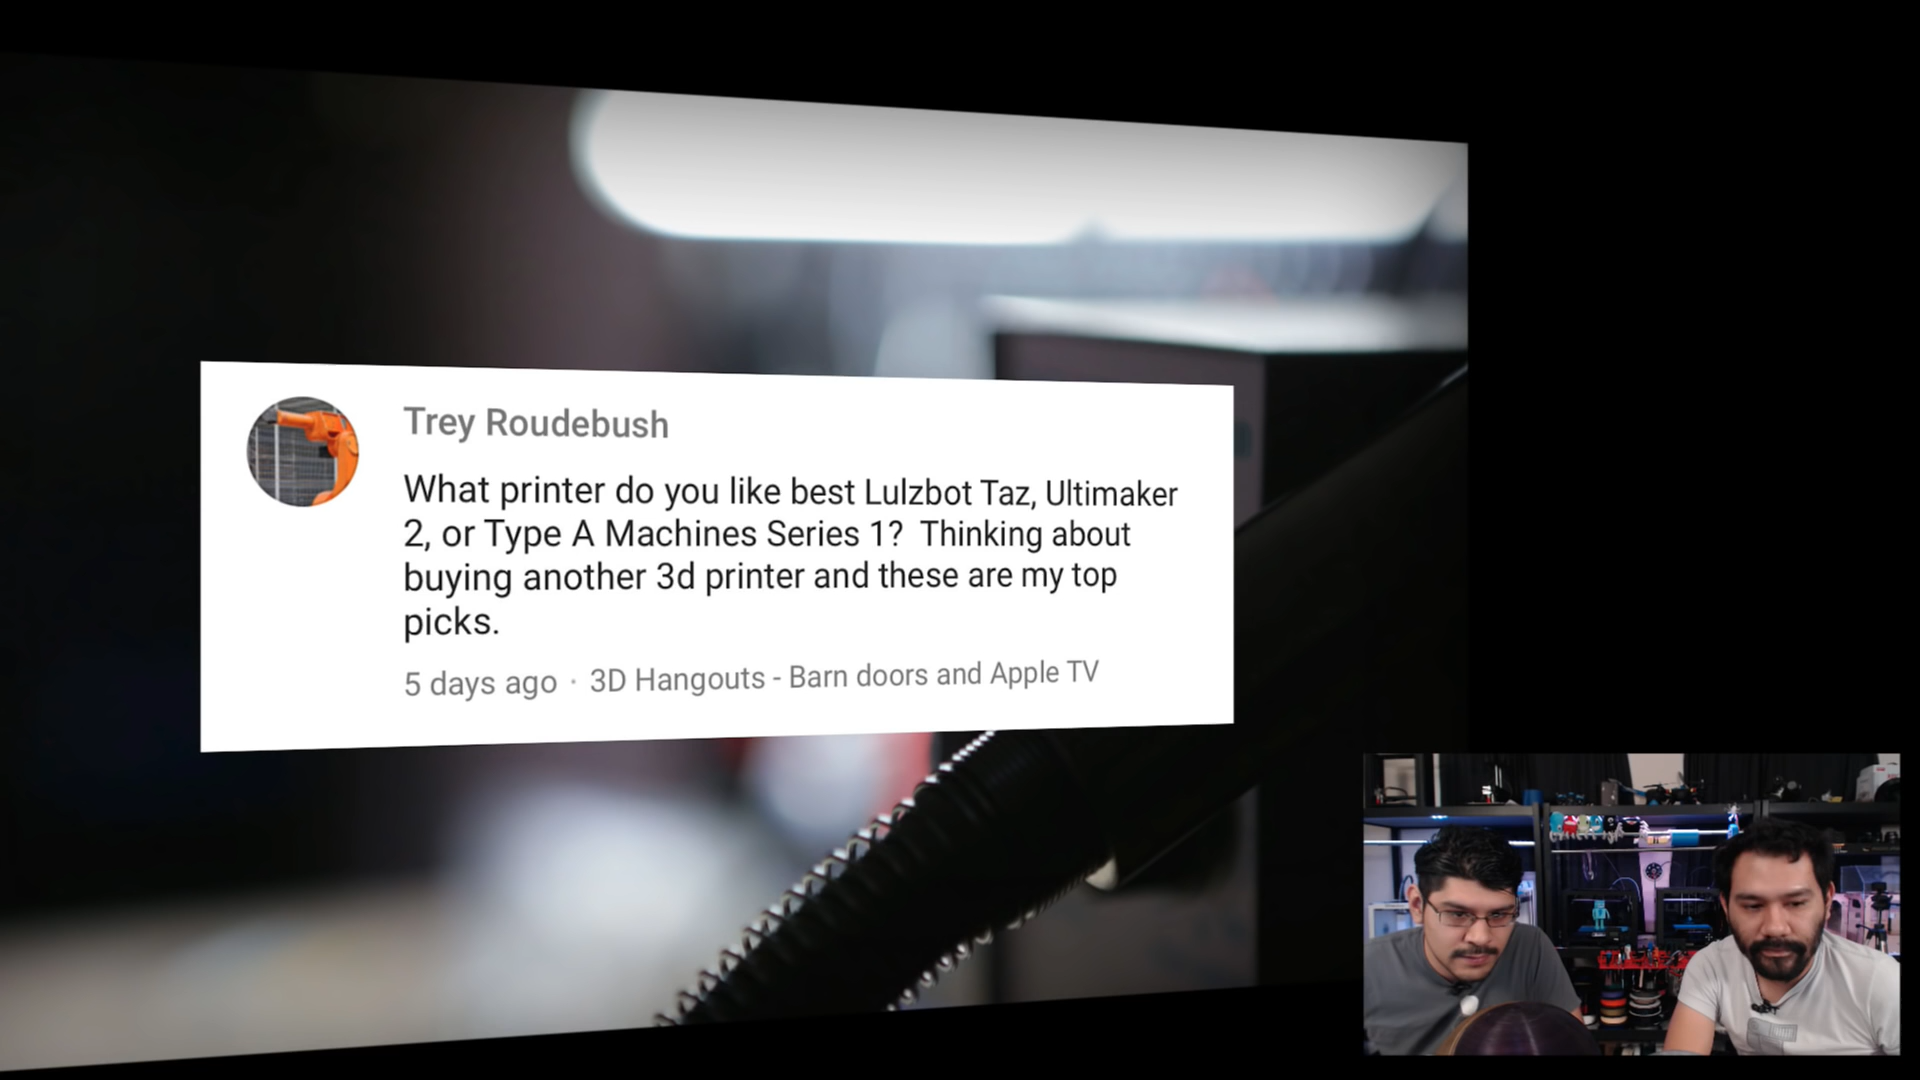 Trey Roudebush
What printer do you like best Lulzbot Taz, Ultimaker
2, or Type A Machines Series 1?  Thinking about
buying another 3d printer and these are my top
picks.
5 days ago · 3D Hangouts - Barn doors and Apple TV